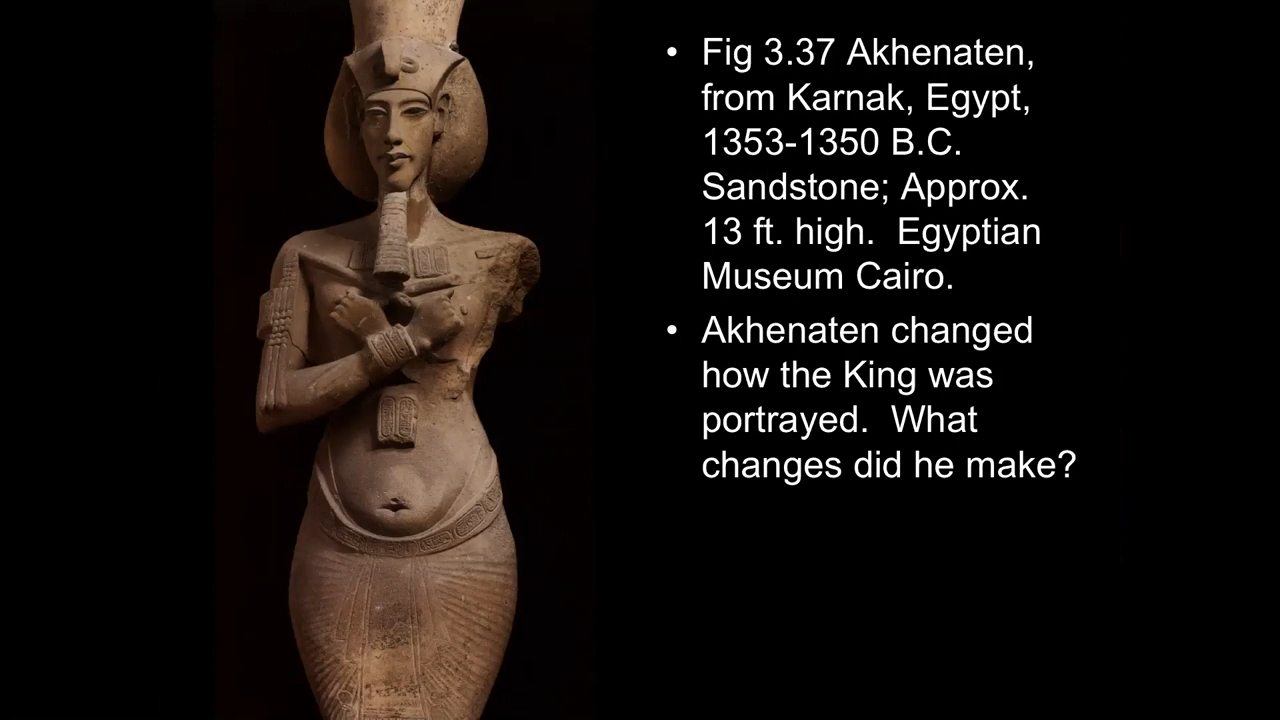 • Fig 3.37 Akhenaten,
from Karnak, Egypt,
1353-1350 B.C.
Sandstone; Approx.
13 ft. high.  Egyptian
Museum Cairo.
• Akhenaten changed
how the King was
portrayed.  What
changes did he make?